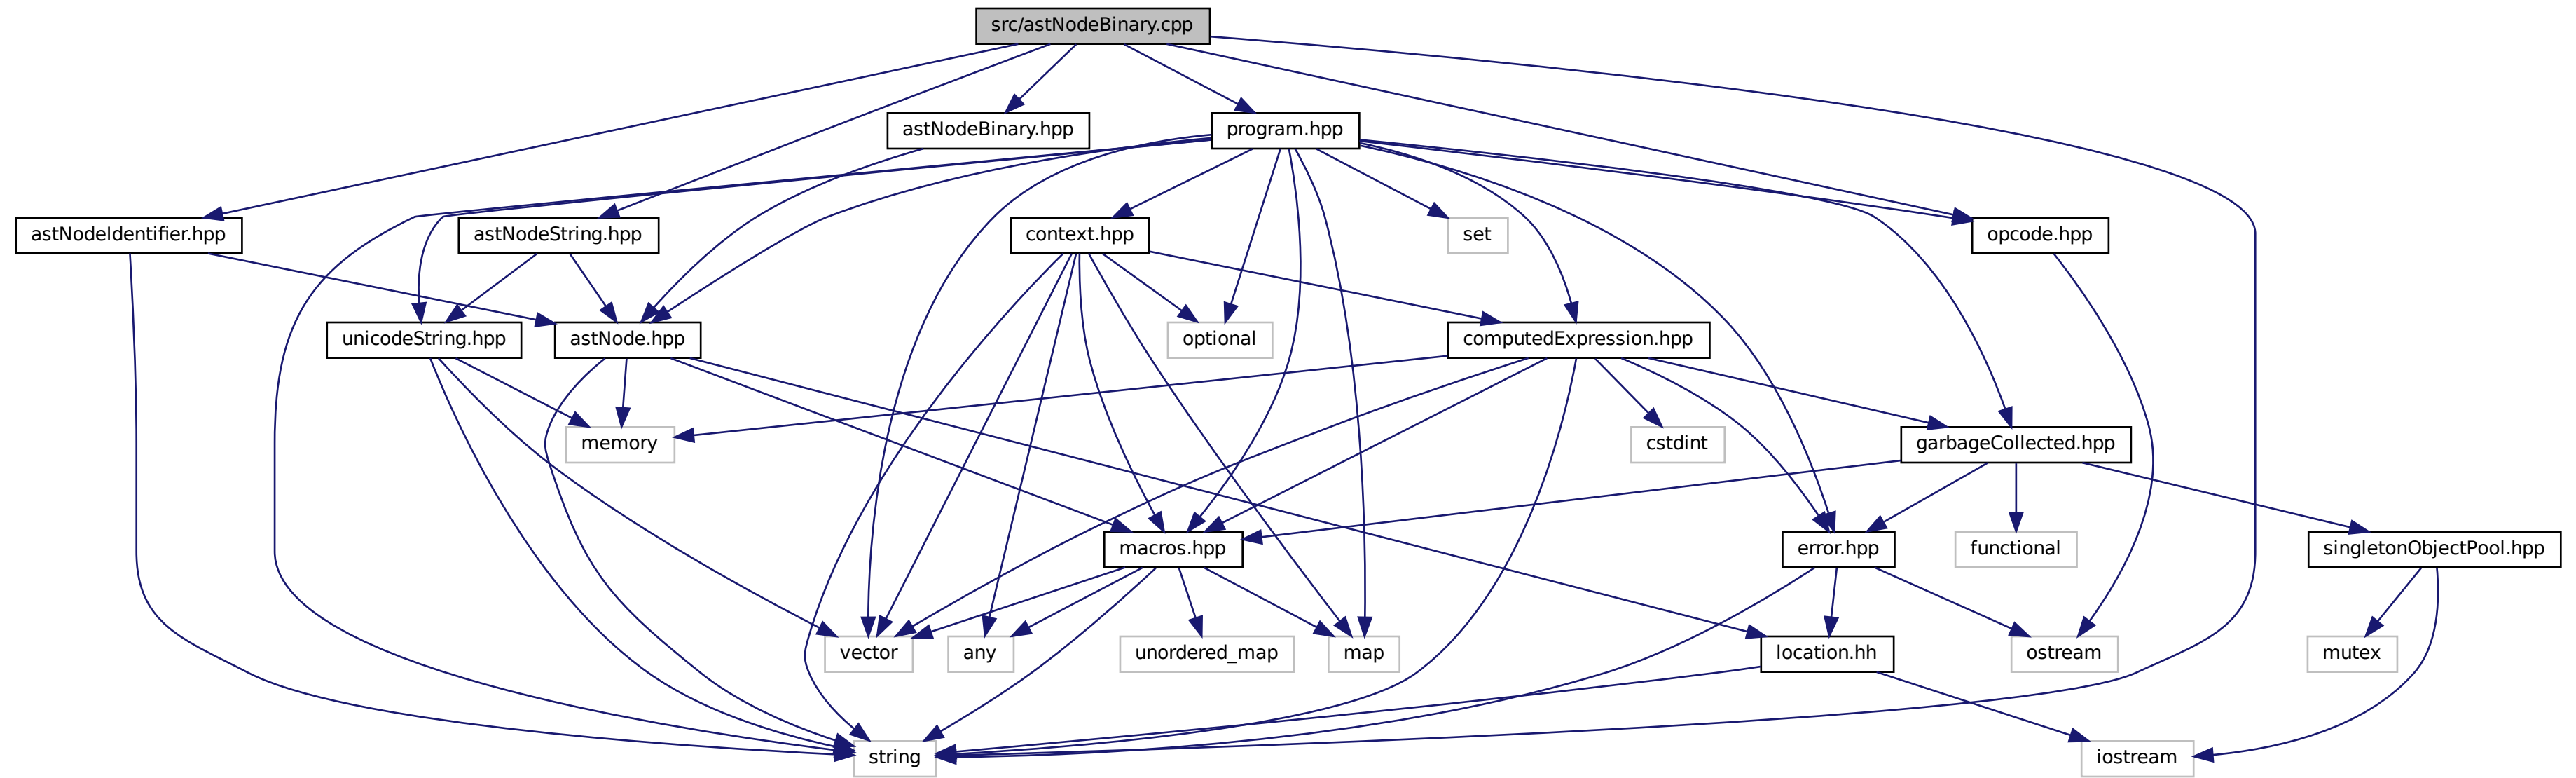 src/astNodeBinary.cpp
astNodeBinary.hpp
program.hpp
astNodeIdentifier.hpp
astNodeString.hpp
context.hpp
set
opcode.hpp
unicodeString.hpp
astNode.hpp
optional
computedExpression.hpp
memory
cstdint
garbageCollected.hpp
macros.hpp
error.hpp
functional
singletonObjectPool.hpp
vector
any
unordered_map
map
location.hh
ostream
mutex
string
iostream